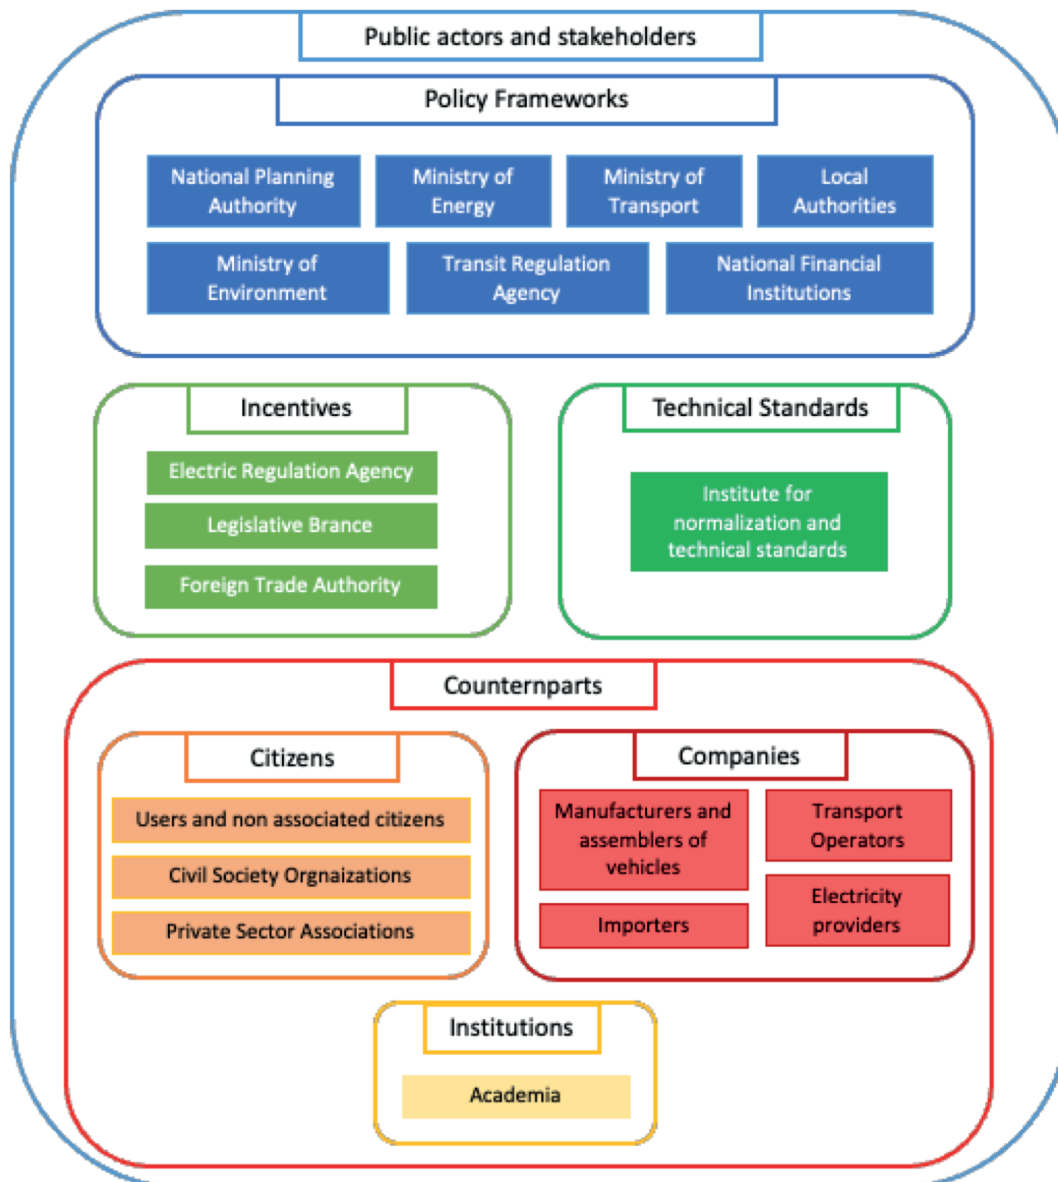 Public actors and stakeholders
Policy Frameworks
National Planning
Authority
Ministry of
Energy
Ministry of
Transport
Local
Authorities
Ministry of
Environment
Transit Regulation
Agency
National Financial
Institutions
Incentives
Electric Regulation Agency
Legislative Brance
Foreign Trade Authority
Technical Standards
Institute for
normalization and
technical standards
Counternparts
Citizens
Users and non associated citizens
Civil Society Orgnaizations
Private Sector Associations
Companies
Manufacturers and
assemblers of
vehicles
Transport
Operators
Importers
Electricity
providers
Institutions
Academia